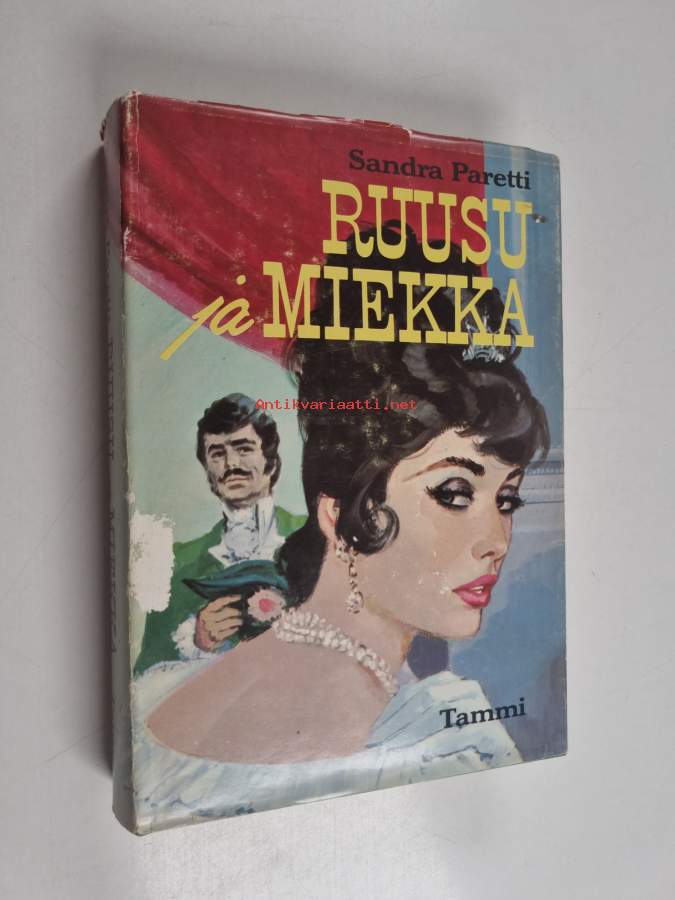 Sandra Paretti
RUUSU
ja MIEKKA
Antikvariaatti.net
Tammi